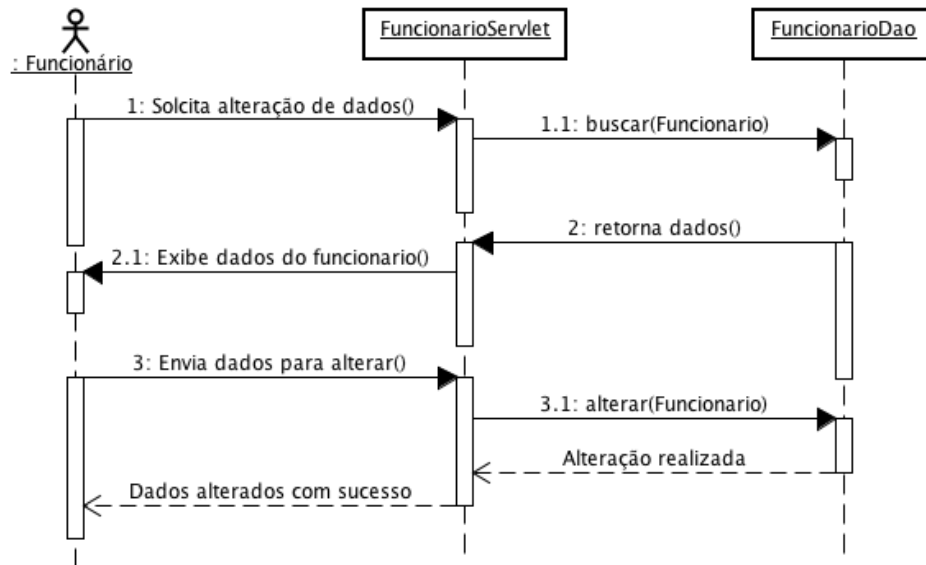 FuncionarioServlet
FuncionarioDao
: Funcionário
1: Solcita alteração de dados()
1.1: buscar(Funcionario)
2: retorna dados()
2.1: Exibe dados do funcionario()
3: Envia dados para alterar()
3.1: alterar(Funcionario)
Alteração realizada
Dados alterados com sucesso